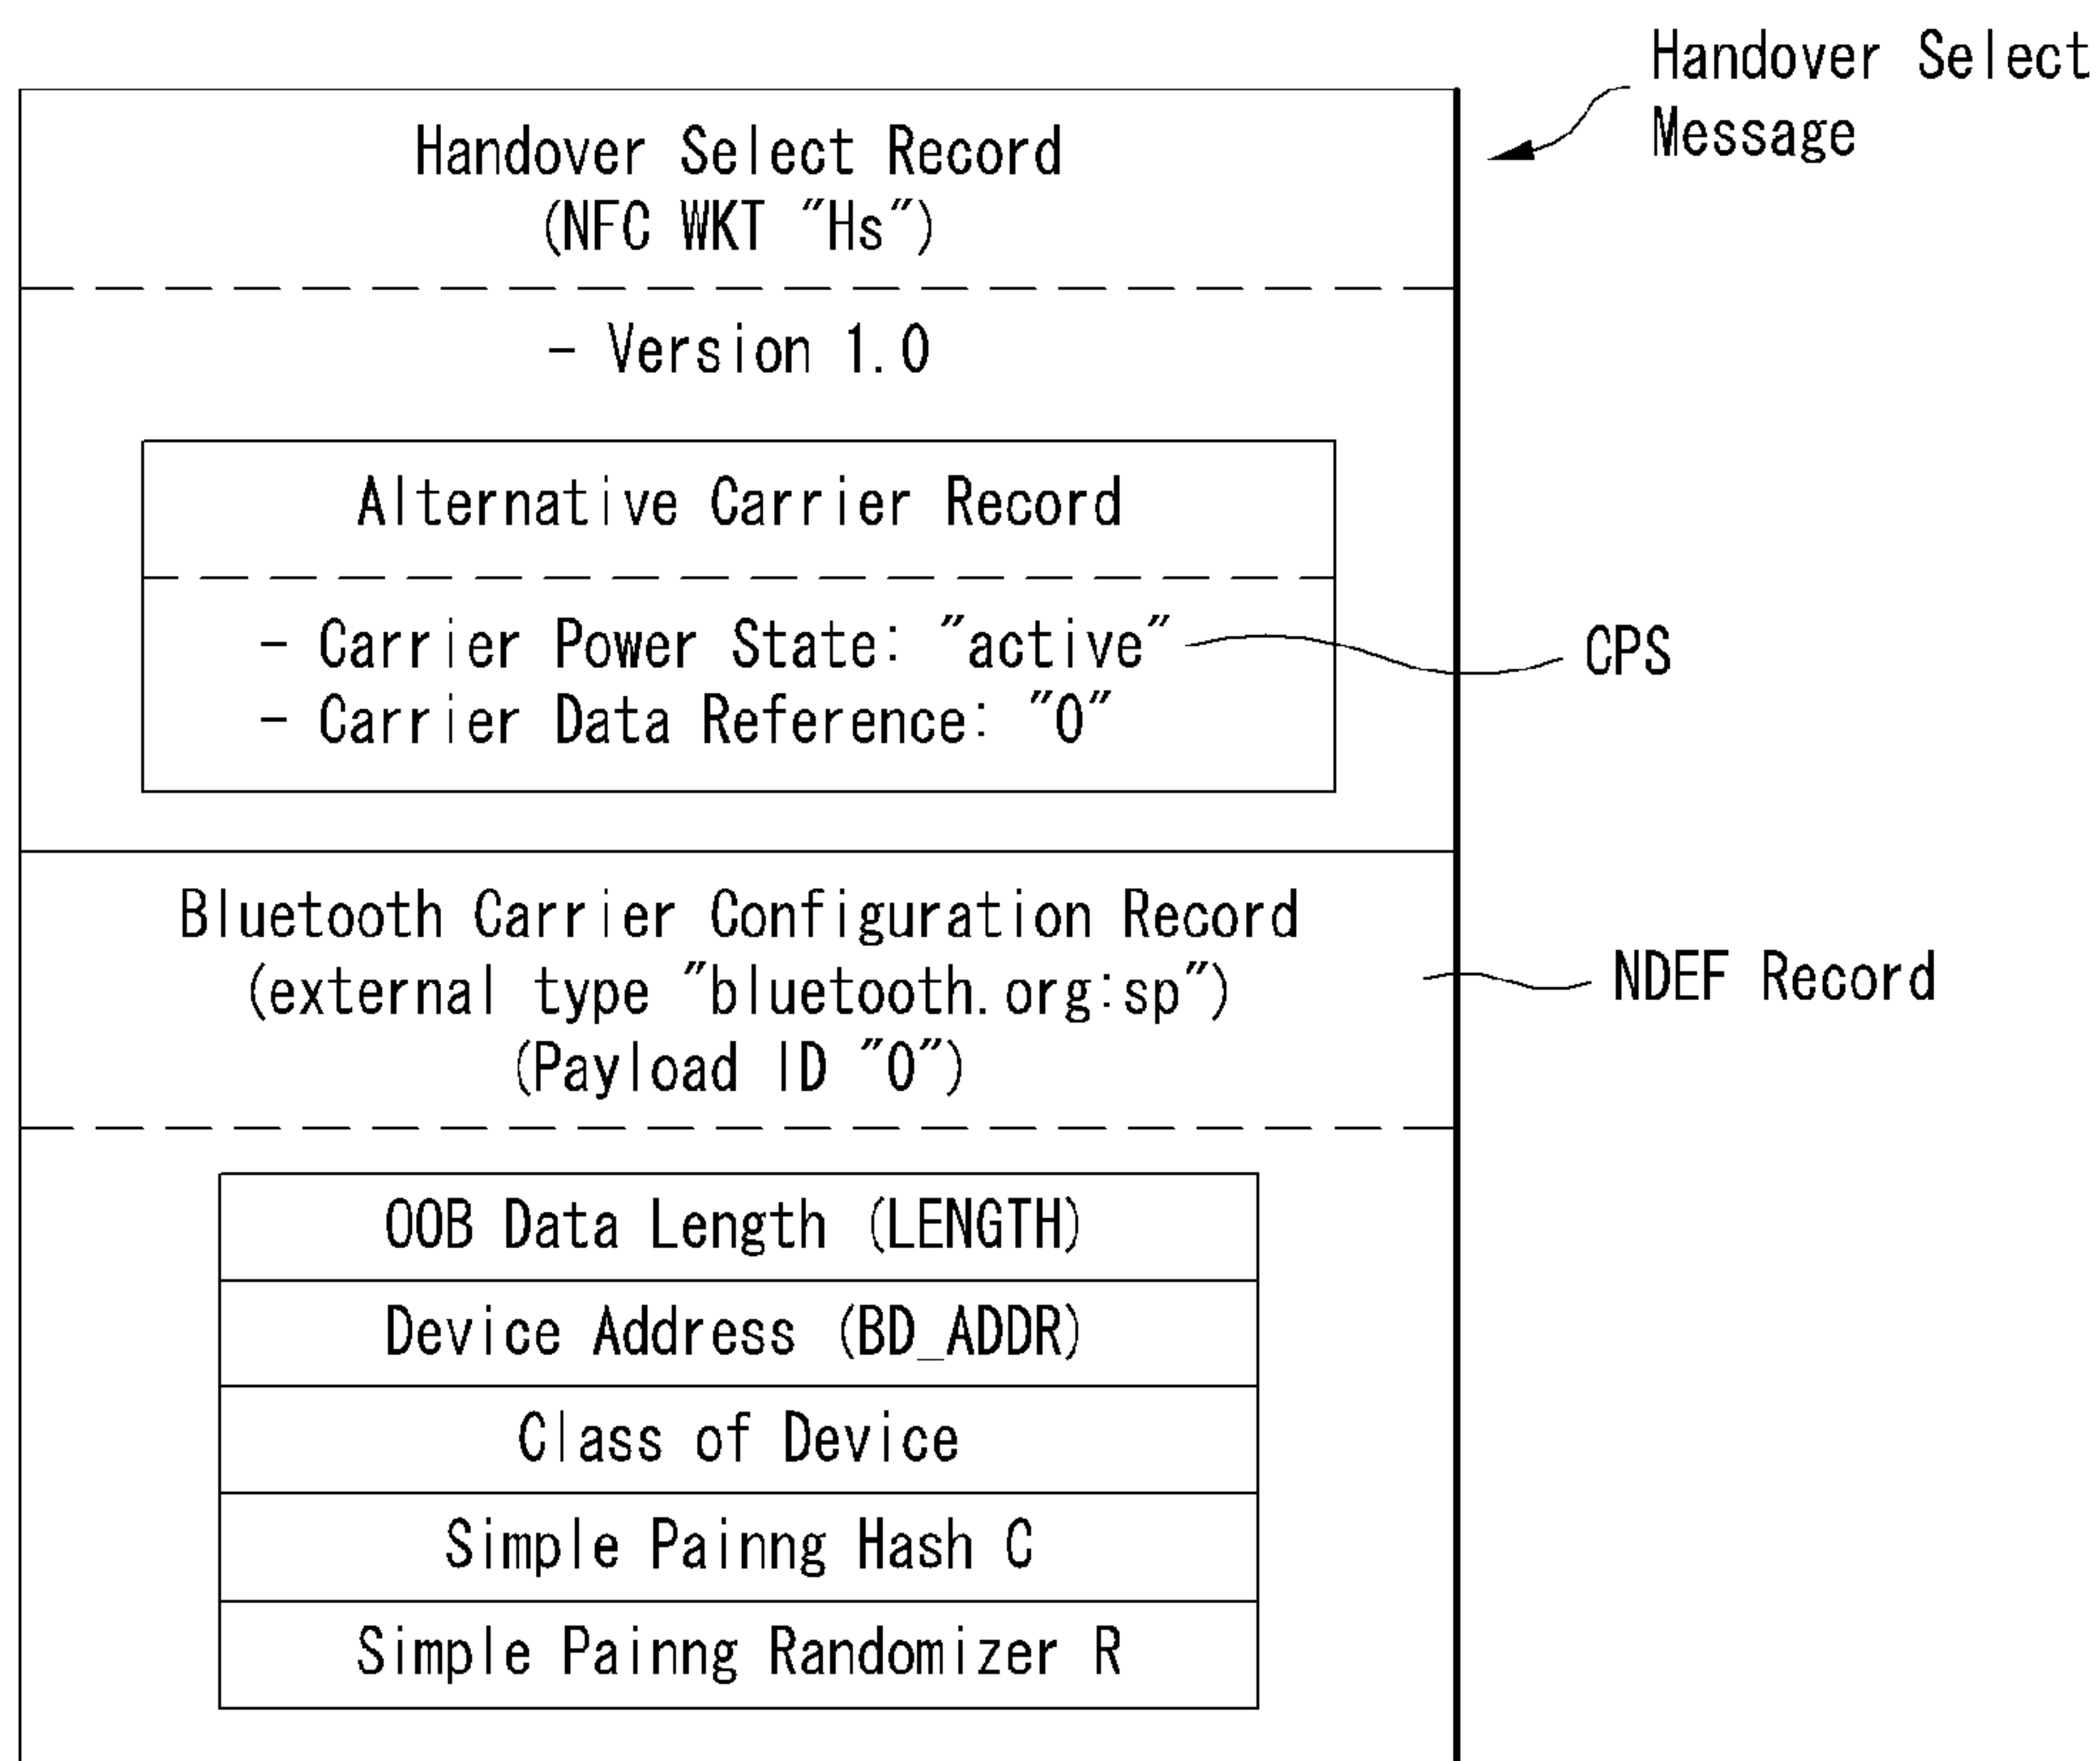 Handover Select
Message
Handover Select Record
(NFC WKT "Hs")
- Version 1.0
Alternative Carrier Record
- Carrier Power State: "active"
CPS
- Carrier Data Reference: "0"
Bluetooth Carrier Configuration Record
(external type "bluetooth.org:sp")
NDEF Record
(Payload ID "0")
OOB Data Length (LENGTH)
Device Address (BD_ADDR)
Class of Device
Simple Painng Hash C
Simple Painng Randomizer R